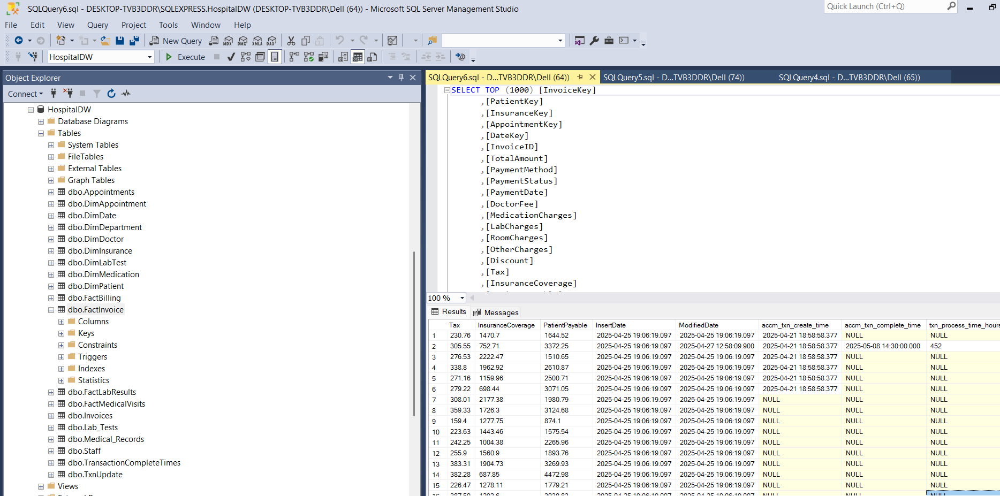 SQLQuery6.sql - DESKTOP-TVB3DDR\SQLEXPRESS.HospitalDW (DESKTOP-TVB3DDR\Dell (64)) - Microsoft SQL Server Management Studio
Quick Launch (Ctrl+Q)
File Edit View Query Project Tools Window Help
New Query MDX DMX XMLA DAX
HospitalDW Execute
Object Explorer
Connect
HospitalDW
Database Diagrams
Tables
System Tables
FileTables
External Tables
Graph Tables
dbo.Appointments
dbo.DimAppointment
dbo.DimDate
dbo.DimDepartment
dbo.DimDoctor
dbo.DimInsurance
dbo.DimLabTest
dbo.DimMedication
dbo.DimPatient
dbo.FactBilling
dbo.FactInvoice
Columns
Keys
Constraints
Triggers
Indexes
Statistics
dbo.FactLabResults
dbo.FactMedicalVisits
dbo.Invoices
dbo.Lab_Tests
dbo.Medical_Records
dbo.Staff
dbo.TransactionCompleteTimes
dbo.TxnUpdate
Views
SQLQuery6.sql - D...TVB3DDR\Dell (64)) SQLQuery5.sql - D...TVB3DDR\Dell (74)) SQLQuery4.sql - D...TVB3DDR\Dell (65))
SELECT TOP (1000) [InvoiceKey]
,[PatientKey]
,[InsuranceKey]
,[AppointmentKey]
,[DateKey]
,[InvoiceID]
,[TotalAmount]
,[PaymentMethod]
,[PaymentStatus]
,[PaymentDate]
,[DoctorFee]
,[MedicationCharges]
,[LabCharges]
,[RoomCharges]
,[OtherCharges]
,[Discount]
,[Tax]
,[InsuranceCoverage]
100 %
Results Messages
Tax InsuranceCoverage PatientPayable InsertDate ModifiedDate accm_txn_create_time accm_txn_complete_time txn_process_time_hours
1 230.76 1470.7 1644.52 2025-04-25 19:06:19.097 2025-04-25 19:06:19.097 2025-04-21 18:58:58.377 NULL NULL
2 305.55 752.71 3372.25 2025-04-25 19:06:19.097 2025-04-27 12:58:09.900 2025-04-21 18:58:58.377 2025-05-08 14:30:00.000 452
3 276.53 2222.47 1510.65 2025-04-25 19:06:19.097 2025-04-25 19:06:19.097 2025-04-21 18:58:58.377 NULL NULL
4 338.8 1962.92 2610.87 2025-04-25 19:06:19.097 2025-04-25 19:06:19.097 2025-04-21 18:58:58.377 NULL NULL
5 271.16 1159.96 2500.71 2025-04-25 19:06:19.097 2025-04-25 19:06:19.097 2025-04-21 18:58:58.377 NULL NULL
6 279.22 698.44 3071.05 2025-04-25 19:06:19.097 2025-04-25 19:06:19.097 2025-04-21 18:58:58.377 NULL NULL
7 308.01 2177.38 1980.79 2025-04-25 19:06:19.097 2025-04-25 19:06:19.097 NULL NULL NULL
8 359.33 1726.3 3124.68 2025-04-25 19:06:19.097 2025-04-25 19:06:19.097 NULL NULL NULL
9 159.4 1277.75 874.1 2025-04-25 19:06:19.097 2025-04-25 19:06:19.097 NULL NULL NULL
10 223.63 1443.46 1575.54 2025-04-25 19:06:19.097 2025-04-25 19:06:19.097 NULL NULL NULL
11 242.25 1004.38 2265.96 2025-04-25 19:06:19.097 2025-04-25 19:06:19.097 NULL NULL NULL
12 255.9 1560.9 1893.76 2025-04-25 19:06:19.097 2025-04-25 19:06:19.097 NULL NULL NULL
13 383.31 1904.73 3269.93 2025-04-25 19:06:19.097 2025-04-25 19:06:19.097 NULL NULL NULL
14 382.28 687.85 4472.98 2025-04-25 19:06:19.097 2025-04-25 19:06:19.097 NULL NULL NULL
15 226.47 1278.11 1779.21 2025-04-25 19:06:19.097 2025-04-25 19:06:19.097 NULL NULL NULL